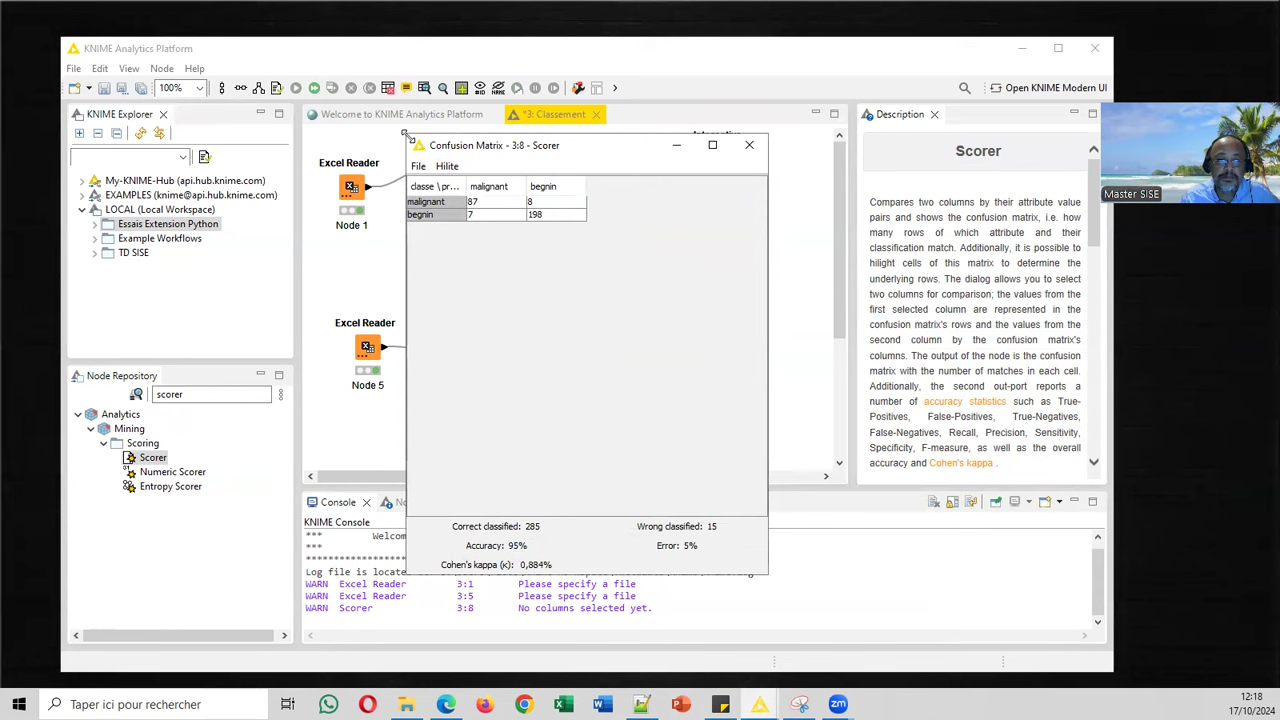 KNIME Analytics Platform
File Edit View Node Help
100%
Open KNIME Modern UI
KNIME Explorer
Welcome to KNIME Analytics Platform
*3: Classement
Description
My-KNIME-Hub (api.hub.knime.com)
EXAMPLES (knime@api.hub.knime.com)
LOCAL (Local Workspace)
Essais Extension Python
Example Workflows
TD SISE
Excel Reader
Node 1
Excel Reader
Node 5
Confusion Matrix - 3:8 - Scorer
File Hilite
classe \pr... malignant begnin
malignant 87 8
begnin 7 198
Correct classified: 285 Wrong classified: 15
Accuracy: 95% Error: 5%
Cohen's kappa (κ): 0,884%
Scorer
Compares two columns by their attribute value
pairs and shows the confusion matrix, i.e. how
many rows of which attribute and their
classification match. Additionally, it is possible to
hilight cells of this matrix to determine the
underlying rows. The dialog allows you to select
two columns for comparison; the values from the
first selected column are represented in the
confusion matrix's rows and the values from the
second column by the confusion matrix's
columns. The output of the node is the confusion
matrix with the number of matches in each cell.
Additionally, the second out-port reports a
number of accuracy statistics such as True-
Positives, False-Positives, True-Negatives,
False-Negatives, Recall, Precision, Sensitivity,
Specificity, F-measure, as well as the overall
accuracy and Cohen's kappa .
Master SISE
Node Repository
scorer
Analytics
Mining
Scoring
Scorer
Numeric Scorer
Entropy Scorer
Console
KNIME Console
*** Welcom
***
Log file is locate
WARN Excel Reader 3:1 Please specify a file
WARN Excel Reader 3:5 Please specify a file
WARN Scorer 3:8 No columns selected yet.
Taper ici pour rechercher
12:18
17/10/2024